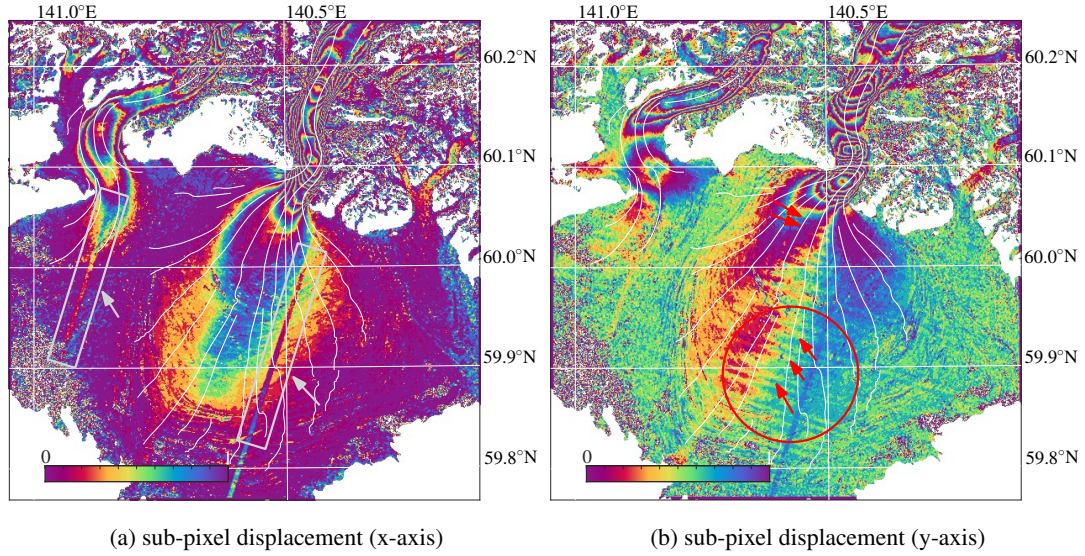 141.0°E 140.5°E 141.0°E 140.5°E
60.2°N 60.2°N
60.1°N 60.1°N
60.0°N 60.0°N
59.9°N 59.9°N
59.8°N 59.8°N
0 1 0 1
(a) sub-pixel displacement (x-axis) (b) sub-pixel displacement (y-axis)